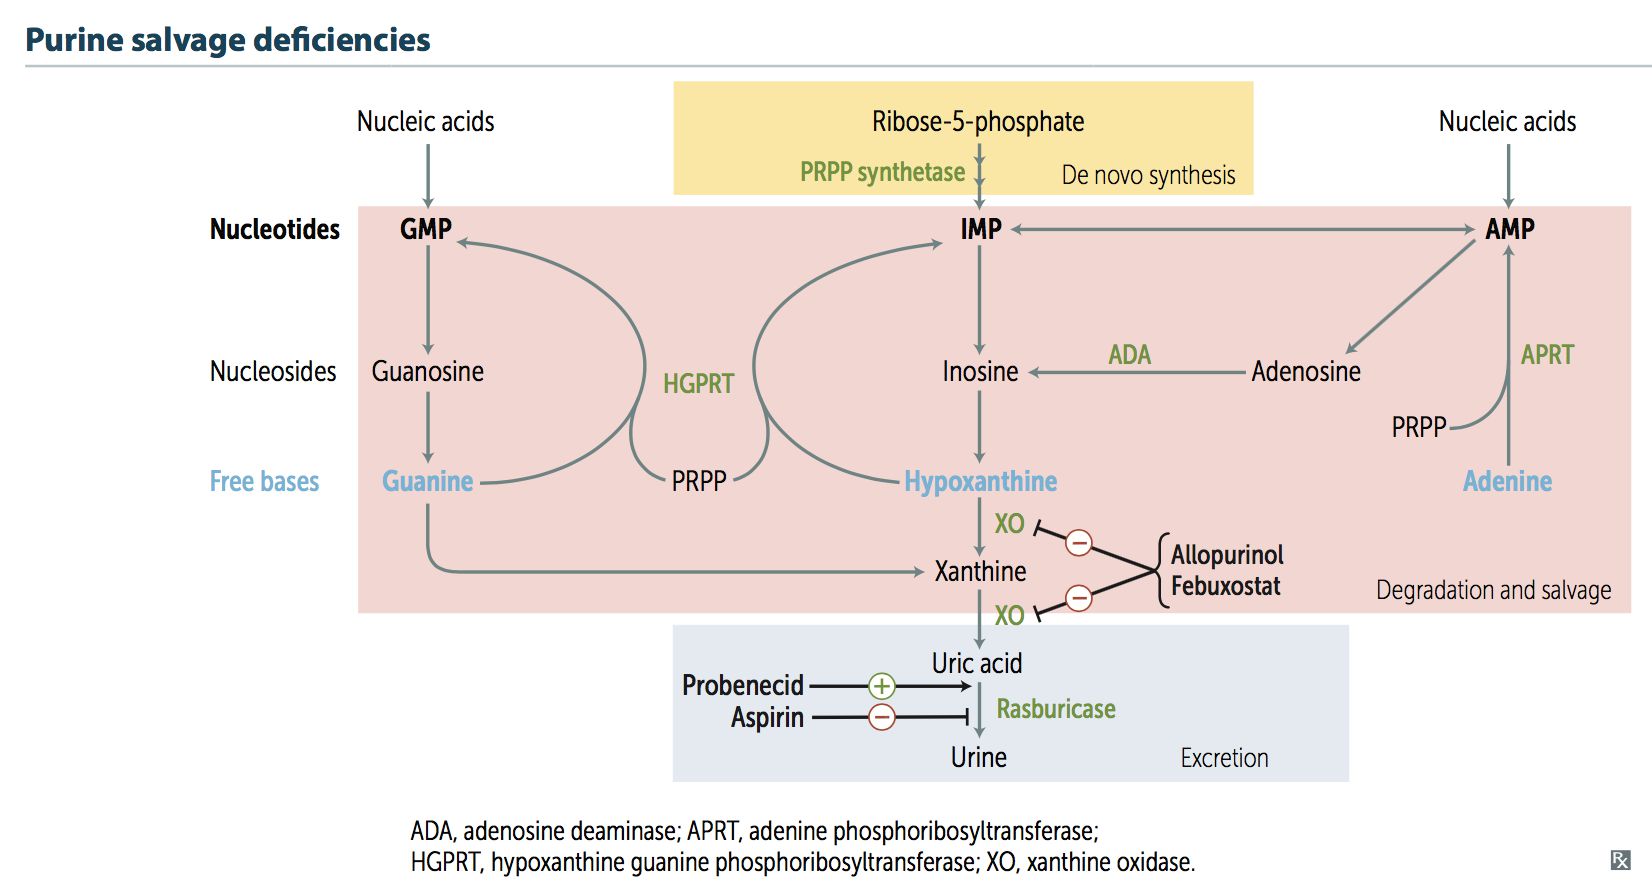 Purine salvage deficiencies
Nucleic acids
Ribose-5-phosphate
Nucleic acids
PRPP synthetase
De novo synthesis
Nucleotides
GMP
IMP
AMP
Nucleosides
Guanosine
HGPRT
Inosine
ADA
Adenosine
APRT
PRPP
Free bases
Guanine
PRPP
Hypoxanthine
Adenine
XO
−
Allopurinol
Febuxostat
Xanthine
−
XO
Degradation and salvage
Uric acid
Probenecid
+
Aspirin
−
Rasburicase
Urine
Excretion
ADA, adenosine deaminase; APRT, adenine phosphoribosyltransferase;
HGPRT, hypoxanthine guanine phosphoribosyltransferase; XO, xanthine oxidase.
Rx